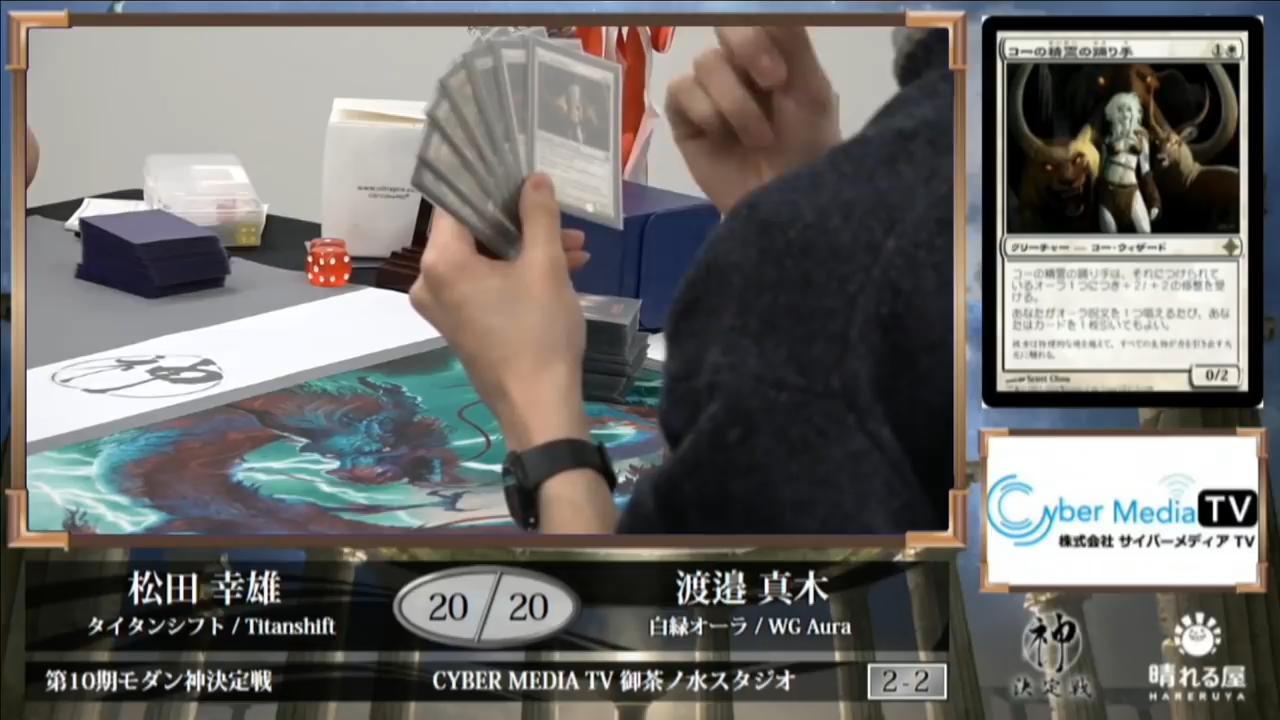 コーの精霊の踊り手
クリーチャー — コー・ウィザード
コーの精霊の踊り手は、それにつけられて
いるオーラ1つにつき+2/+2の修整を受
ける。
あなたがオーラ呪文を1つ唱えるたび、あな
たはカードを1枚引いてもよい。
0/2
Cyber Media TV
株式会社 サイバーメディア TV
松田 幸雄
タイタンシフト / Titanshift
20 / 20
渡邉 真木
白緑オーラ / WG Aura
第10期モダン神決定戦
CYBER MEDIA TV 御茶ノ水スタジオ
2-2
神
決定戦
晴れる屋
HARERUYA